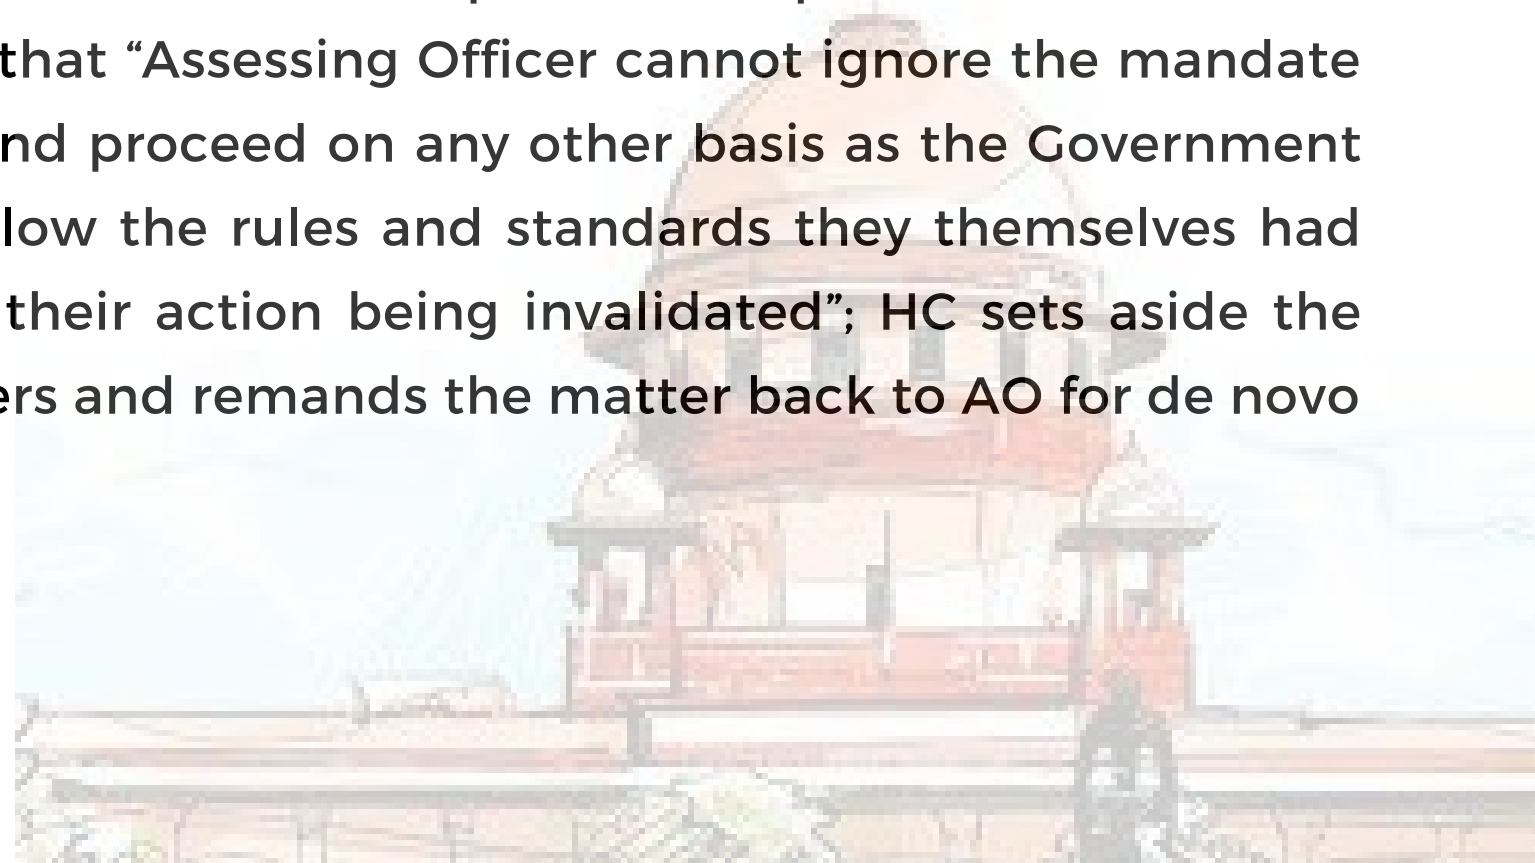 that “Assessing Officer cannot ignore the mandate
nd proceed on any other basis as the Government
low the rules and standards they themselves had
their action being invalidated”; HC sets aside the
ers and remands the matter back to AO for de novo